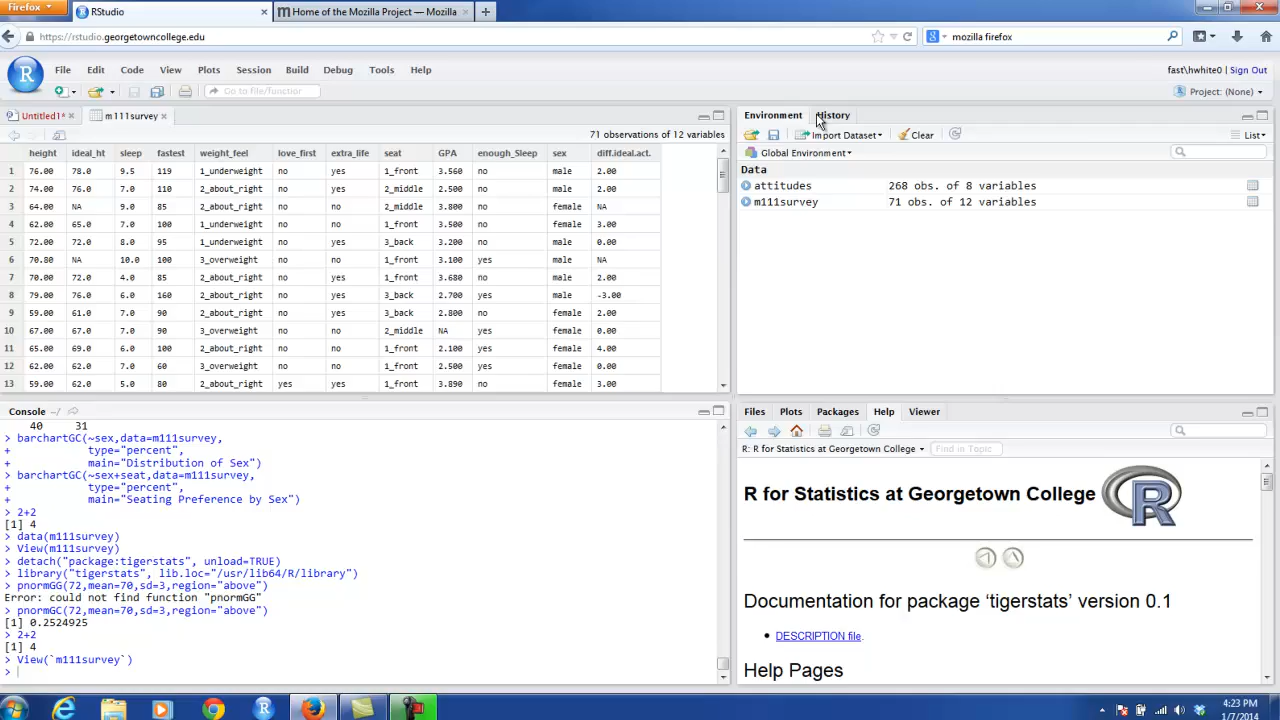 Firefox
RStudio
Home of the Mozilla Project — Mozilla
https://rstudio.georgetowncollege.edu
mozilla firefox
File Edit Code View Plots Session Build Debug Tools Help
fast\hwhite0 | Sign Out
Go to file/function
Project: (None)
Untitled1*
m111survey
71 observations of 12 variables
height ideal_ht sleep fastest weight_feel love_first extra_life seat GPA enough_Sleep sex diff.ideal.act.
1 76.00 78.0 9.5 119 1_underweight no yes 1_front 3.560 no male 2.00
2 74.00 76.0 7.0 110 2_about_right no yes 2_middle 2.500 no male 2.00
3 64.00 NA 9.0 85 2_about_right no no 2_middle 3.800 no female NA
4 62.00 65.0 7.0 100 1_underweight no no 1_front 3.500 no female 3.00
5 72.00 72.0 8.0 95 1_underweight no yes 3_back 3.200 no male 0.00
6 70.80 NA 10.0 100 3_overweight no no 1_front 3.100 yes male NA
7 70.00 72.0 4.0 85 2_about_right no yes 1_front 3.680 no male 2.00
8 79.00 76.0 6.0 160 2_about_right no yes 3_back 2.700 yes male -3.00
9 59.00 61.0 7.0 90 2_about_right no yes 3_back 2.800 no female 2.00
10 67.00 67.0 7.0 90 3_overweight no no 2_middle NA yes female 0.00
11 65.00 69.0 6.0 100 2_about_right no no 1_front 2.100 yes female 4.00
12 62.00 62.0 7.0 60 3_overweight no no 1_front 2.500 yes female 0.00
13 59.00 62.0 5.0 80 2_about_right yes yes 1_front 3.890 no female 3.00
Environment History
Import Dataset Clear List
Global Environment
Data
attitudes 268 obs. of 8 variables
m111survey 71 obs. of 12 variables
Console ~/
40 31
> barchartGC(~sex,data=m111survey,
+ type="percent",
+ main="Distribution of Sex")
> barchartGC(~sex+seat,data=m111survey,
+ type="percent",
+ main="Seating Preference by Sex")
> 2+2
[1] 4
> data(m111survey)
> View(m111survey)
> detach("package:tigerstats", unload=TRUE)
> library("tigerstats", lib.loc="/usr/lib64/R/library")
> pnormGG(72,mean=70,sd=3,region="above")
Error: could not find function "pnormGG"
> pnormGC(72,mean=70,sd=3,region="above")
[1] 0.2524925
> 2+2
[1] 4
> View(`m111survey`)
>
Files Plots Packages Help Viewer
R: R for Statistics at Georgetown College
Find in Topic
R for Statistics at Georgetown College
R
Documentation for package ‘tigerstats’ version 0.1
DESCRIPTION file.
Help Pages
4:23 PM
1/7/2014